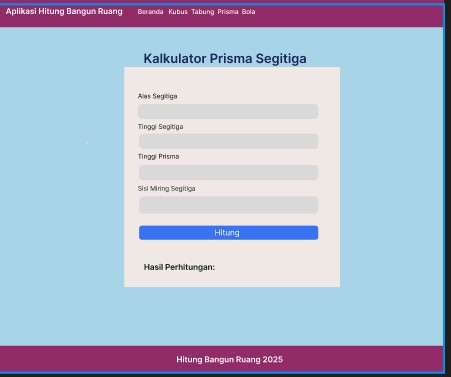 Aplikasi Hitung Bangun Ruang Beranda Kubus Tabung Prisma Bola
Kalkulator Prisma Segitiga
Alas Segitiga
Tinggi Segitiga
Tinggi Prisma
Sisi Miring Segitiga
Hitung
Hasil Perhitungan:
Hitung Bangun Ruang 2025